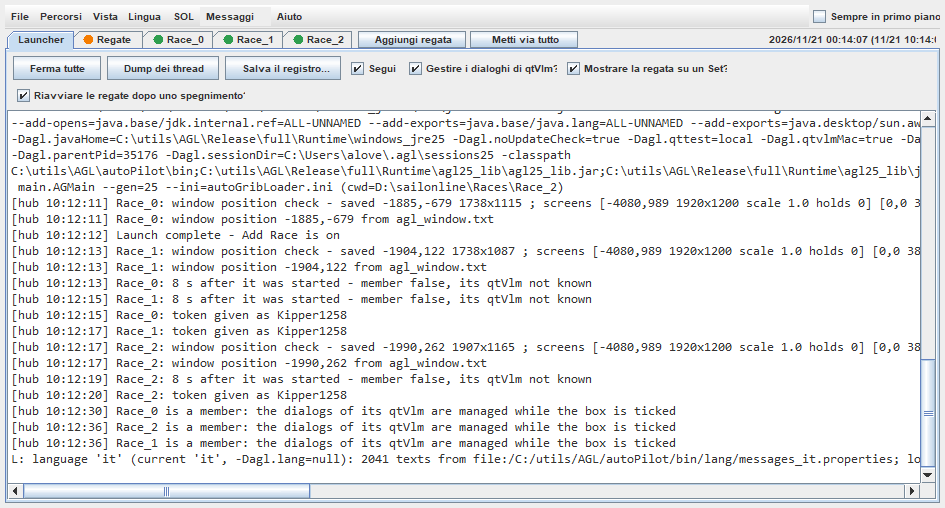 File Percorsi Vista Lingua SOL Messaggi Aiuto Sempre in primo piano
Launcher Regate Race_0 Race_1 Race_2 Aggiungi regata Metti via tutto 2026/11/21 00:14:07 (11/21 10:14:
Ferma tutte Dump dei thread Salva il registro... Segui Gestire i dialoghi di qtVlm? Mostrare la regata su un Set?
Riavviare le regate dopo uno spegnimento'
--add-opens=java.base/jdk.internal.ref=ALL-UNNAMED --add-exports=java.base/java.lang=ALL-UNNAMED --add-exports=java.desktop/sun.aw
-Dagl.javaHome=C:\utils\AGL\Release\full\Runtime\windows_jre25 -Dagl.noUpdateCheck=true -Dagl.qttest=local -Dagl.qtvlmMac=true -Da
-Dagl.parentPid=35176 -Dagl.sessionDir=C:\Users\alove\.agl\sessions25 -classpath
C:\utils\AGL\autoPilot\bin;C:\utils\AGL\Release\full\Runtime\agl25_lib\agl25_lib.jar;C:\utils\AGL\Release\full\Runtime\agl25_lib\j
main.AGMain --gen=25 --ini=autoGribLoader.ini (cwd=D:\sailonline\Races\Race_2)
[hub 10:12:11] Race_0: window position check - saved -1885,-679 1738x1115 ; screens [-4080,989 1920x1200 scale 1.0 holds 0] [0,0 3
[hub 10:12:11] Race_0: window position -1885,-679 from agl_window.txt
[hub 10:12:12] Launch complete - Add Race is on
[hub 10:12:13] Race_1: window position check - saved -1904,122 1738x1087 ; screens [-4080,989 1920x1200 scale 1.0 holds 0] [0,0 38
[hub 10:12:13] Race_1: window position -1904,122 from agl_window.txt
[hub 10:12:13] Race_0: 8 s after it was started - member false, its qtVlm not known
[hub 10:12:15] Race_1: 8 s after it was started - member false, its qtVlm not known
[hub 10:12:15] Race_0: token given as Kipper1258
[hub 10:12:17] Race_1: token given as Kipper1258
[hub 10:12:17] Race_2: window position check - saved -1990,262 1907x1165 ; screens [-4080,989 1920x1200 scale 1.0 holds 0] [0,0 38
[hub 10:12:17] Race_2: window position -1990,262 from agl_window.txt
[hub 10:12:19] Race_2: 8 s after it was started - member false, its qtVlm not known
[hub 10:12:20] Race_2: token given as Kipper1258
[hub 10:12:30] Race_0 is a member: the dialogs of its qtVlm are managed while the box is ticked
[hub 10:12:36] Race_2 is a member: the dialogs of its qtVlm are managed while the box is ticked
[hub 10:12:36] Race_1 is a member: the dialogs of its qtVlm are managed while the box is ticked
L: language 'it' (current 'it', -Dagl.lang=null): 2041 texts from file:/C:/utils/AGL/autoPilot/bin/lang/messages_it.properties; lo